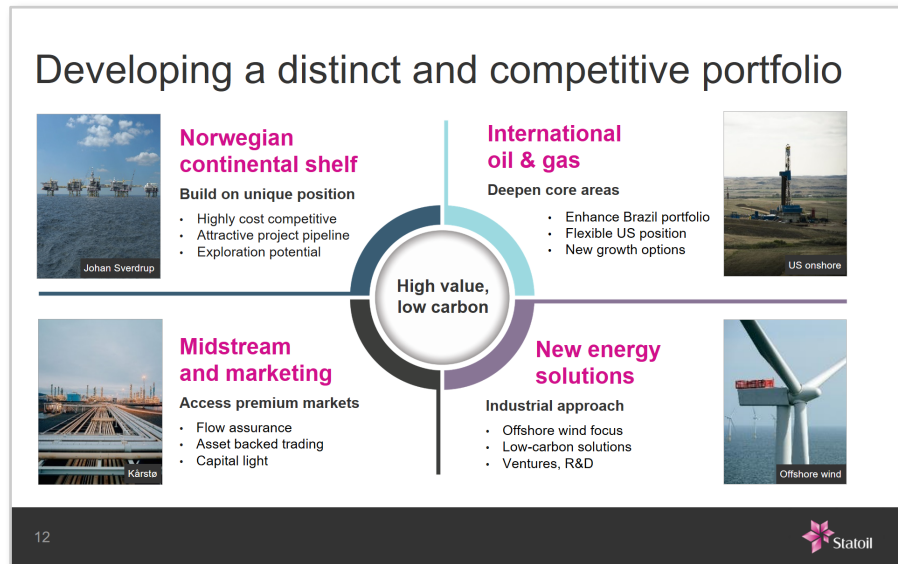 Developing a distinct and competitive portfolio
Norwegian
continental shelf
Build on unique position
• Highly cost competitive
• Attractive project pipeline
• Exploration potential
Johan Sverdrup
International
oil & gas
Deepen core areas
• Enhance Brazil portfolio
• Flexible US position
• New growth options
US onshore
High value,
low carbon
Midstream
and marketing
Access premium markets
• Flow assurance
• Asset backed trading
• Capital light
Kårstø
New energy
solutions
Industrial approach
• Offshore wind focus
• Low-carbon solutions
• Ventures, R&D
Offshore wind
12
Statoil